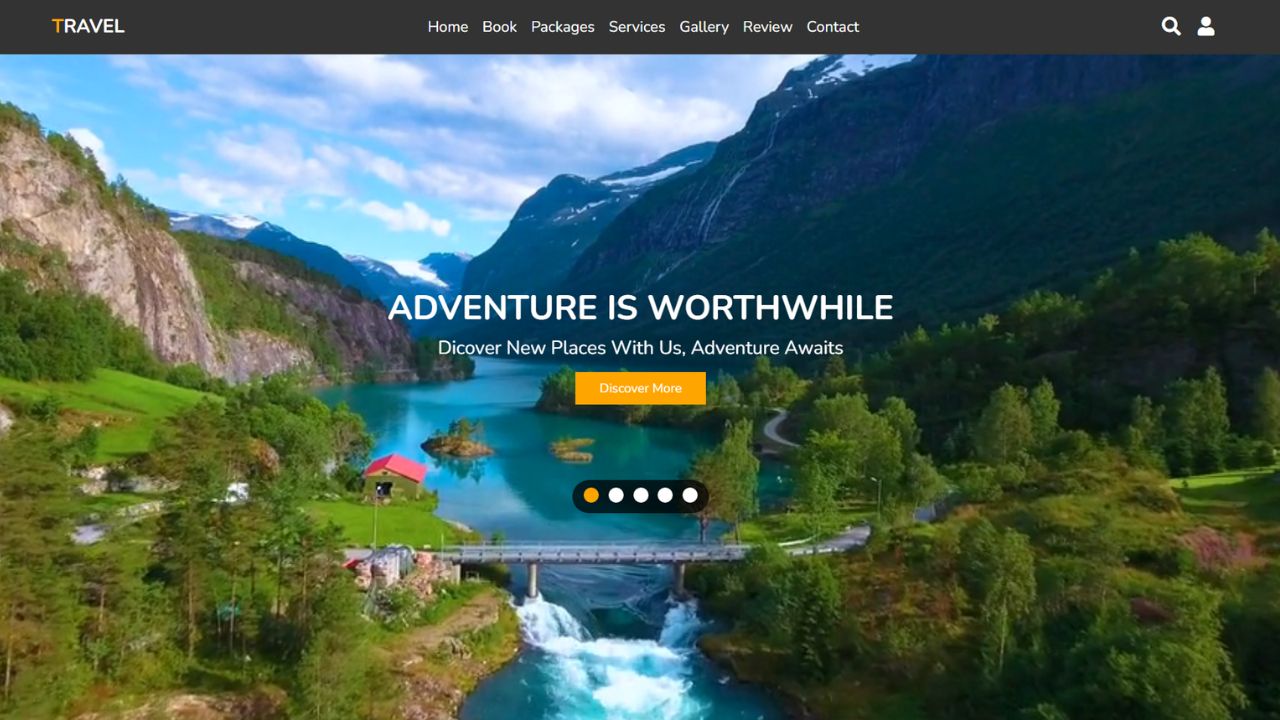 TRAVEL
Home Book Packages Services Gallery Review Contact
ADVENTURE IS WORTHWHILE
Dicover New Places With Us, Adventure Awaits
Discover More